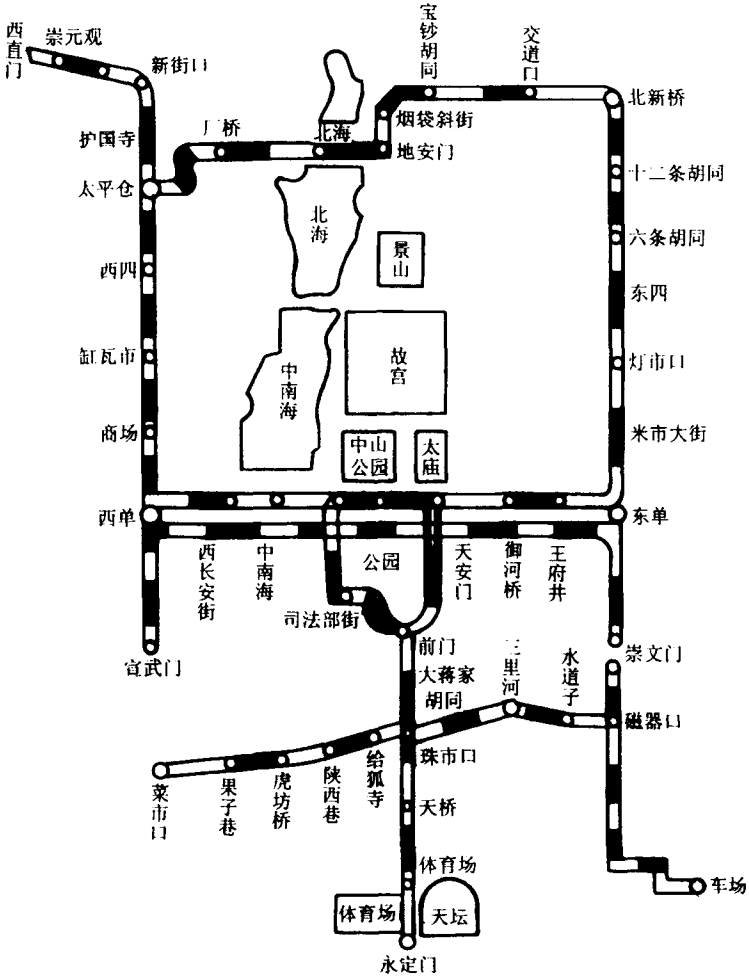 西直门
崇元观
新街口
护国寺
太平仓
厂桥
北海
宝钞胡同
交道口
烟袋斜街
地安门
北新桥
十二条胡同
六条胡同
东四
灯市口
米市大街
东单
西四
缸瓦市
商场
西单
北海
景山
中南海
故宫
中山
公园
太庙
西长安街
中南海
公园
天安门
御河桥
王府井
司法部街
宣武门
前门
大蒋家
胡同
三里河
水道子
崇文门
磁器口
珠市口
给狐寺
陕西巷
虎坊桥
果子巷
菜市口
天桥
体育场
体育场
天坛
永定门
车场